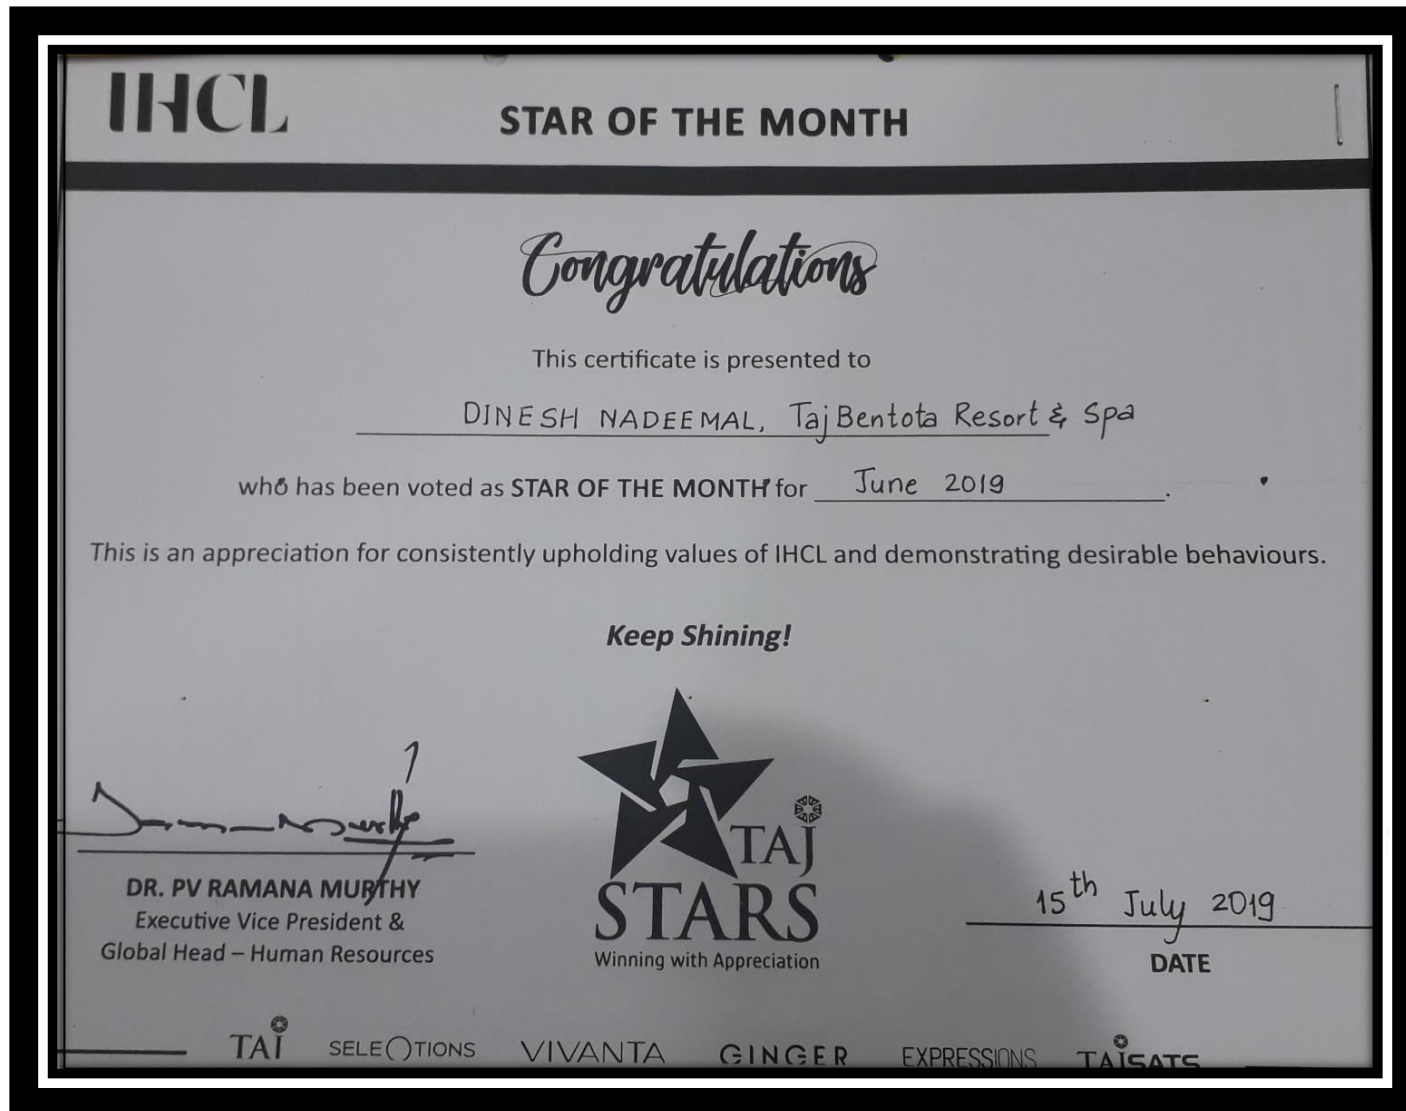 IHCL
STAR OF THE MONTH
Congratulations
This certificate is presented to
DINESH NADEEMAL, Taj Bentota Resort & Spa
who has been voted as STAR OF THE MONTH for June 2019.
This is an appreciation for consistently upholding values of IHCL and demonstrating desirable behaviours.
Keep Shining!
TAJ
STARS
Winning with Appreciation
DR. PV RAMANA MURTHY
Executive Vice President &
Global Head – Human Resources
15th July 2019
DATE
TAJ SELEQTIONS VIVANTA GINGER EXPRESSIONS TAJSATS